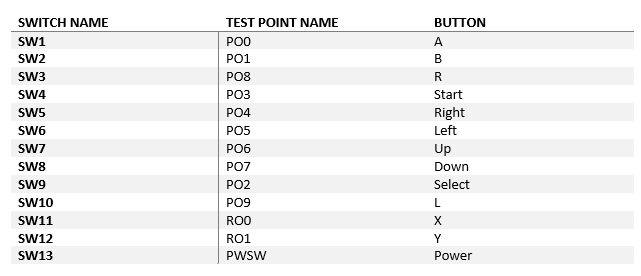 SWITCH NAME TEST POINT NAME BUTTON
SW1 PO0 A
SW2 PO1 B
SW3 PO8 R
SW4 PO3 Start
SW5 PO4 Right
SW6 PO5 Left
SW7 PO6 Up
SW8 PO7 Down
SW9 PO2 Select
SW10 PO9 L
SW11 RO0 X
SW12 RO1 Y
SW13 PWSW Power